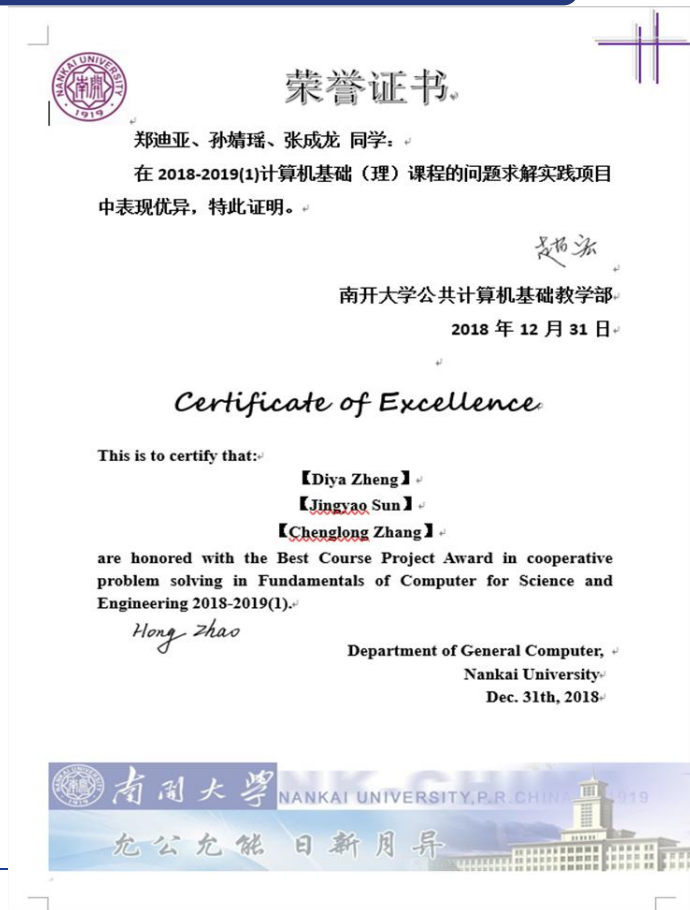 NANKAI UNIVERSITY
南開
1919
荣誉证书
郑迪亚、孙婧瑶、张成龙 同学：
在 2018-2019(1)计算机基础（理）课程的问题求解实践项目
中表现优异，特此证明。
赵宏
南开大学公共计算机基础教学部
2018 年 12 月 31 日
Certificate of Excellence
This is to certify that:
【Diya Zheng】
【Jingyao Sun】
【Chenglong Zhang】
are honored with the Best Course Project Award in cooperative
problem solving in Fundamentals of Computer for Science and
Engineering 2018-2019(1).
Hong Zhao
Department of General Computer,
Nankai University
Dec. 31th, 2018
南開大學 NANKAI UNIVERSITY,P.R.CHINA 1919
允公允能 日新月异